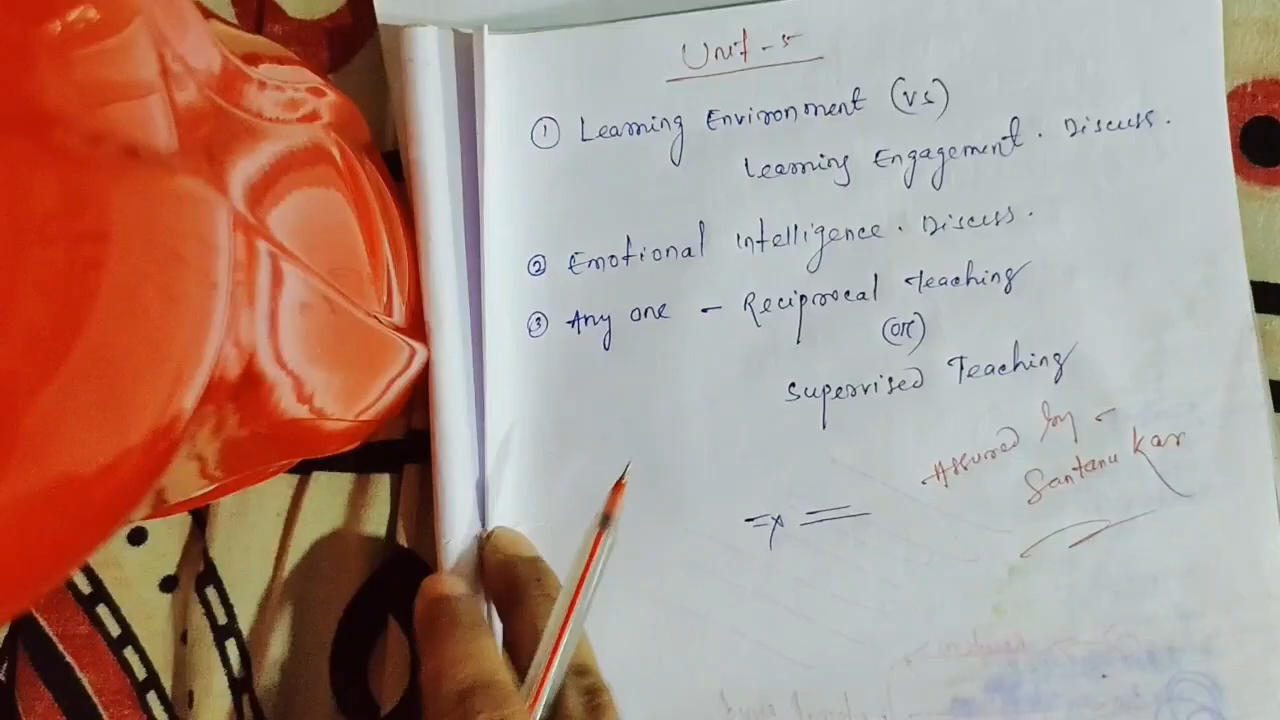 Unit - 5
① Learning Environment (VS)
Learning Engagement. Discuss.
② Emotional Intelligence. Discuss.
③ Any one - Reciprocal Teaching
(OR)
Supervised Teaching
Assured by -
Santanu Kar